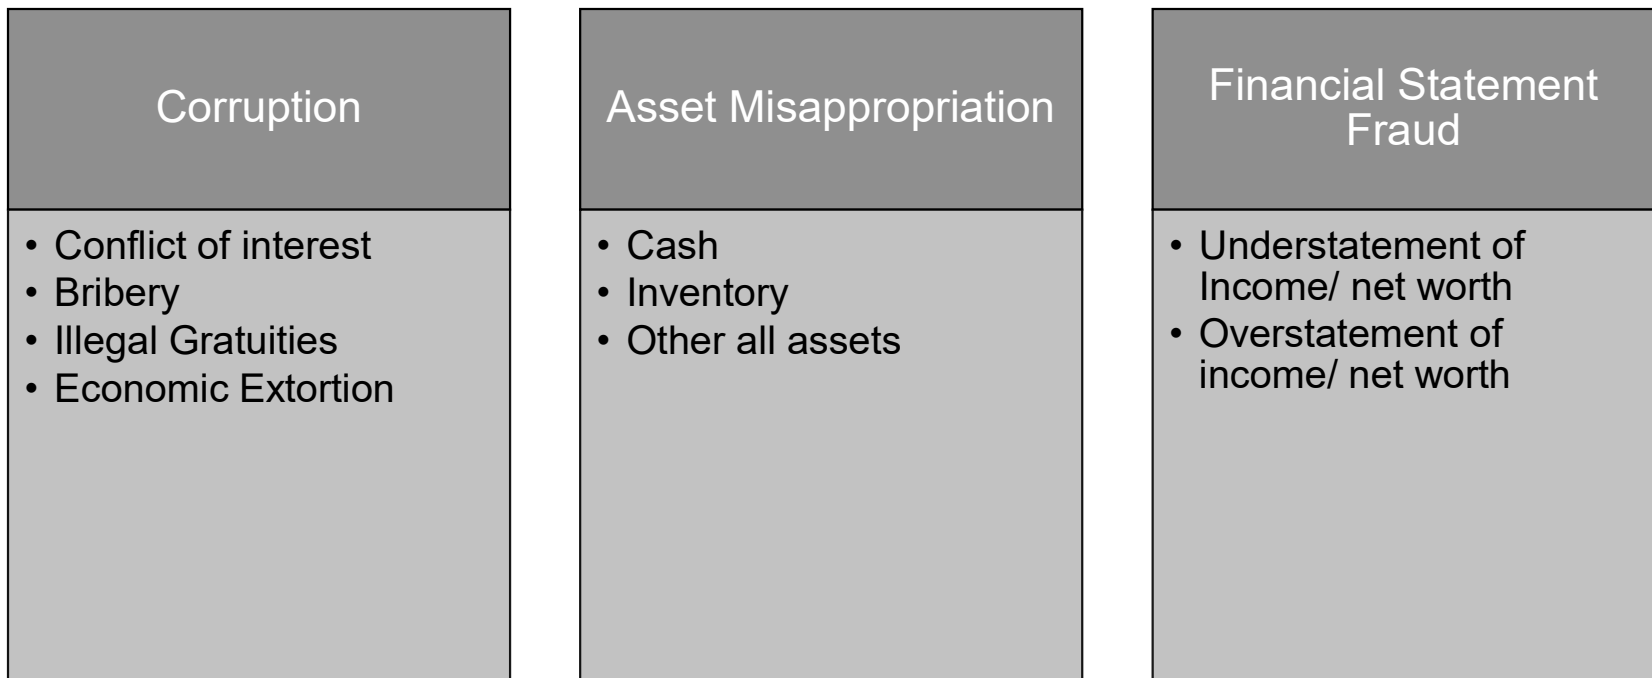 Corruption
• Conflict of interest
• Bribery
• Illegal Gratuities
• Economic Extortion
Asset Misappropriation
• Cash
• Inventory
• Other all assets
Financial Statement
Fraud
• Understatement of
Income/ net worth
• Overstatement of
income/ net worth